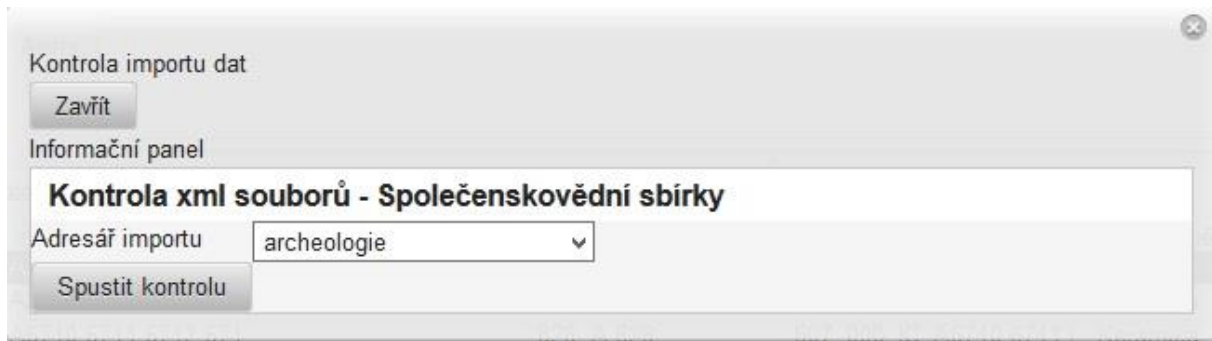 Kontrola importu dat
Zavřít
Informační panel
Kontrola xml souborů - Společenskovědní sbírky
Adresář importu archeologie
Spustit kontrolu